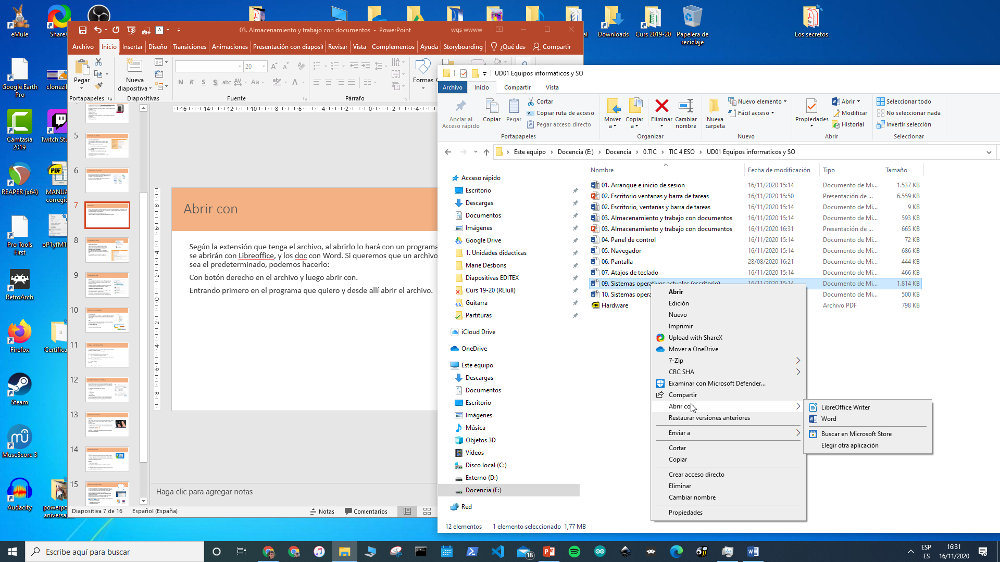 eMule
ShareX
Downloads
Curs 2019-20
Papelera de
reciclaje
Los secretos
Google Earth
Pro
Camtasia
2019
REAPER (x64)
Pro Tools
First
RetroArch
Firefox
Certifica
Steam
MuseScore 3
Audacity
03. Almacenamiento y trabajo con documentos - PowerPoint
wqs wwww
Archivo
Inicio
Insertar
Diseño
Transiciones
Animaciones
Presentación con diaposit
Revisar
Vista
Complementos
Ayuda
Storyboarding
¿Qué des
Compartir
Pegar
Nueva
diapositiva
20
N K S S abc AV Aa A
Formas
Portapapeles
Diapositivas
Fuente
Párrafo
5
6
7
8
9
10
11
12
13
14
15
Abrir con
Según la extensión que tenga el archivo, al abrirlo lo hará con un programa
se abrirán con Libreoffice, y los doc con Word. Si queremos que un archivo
sea el predeterminado, podemos hacerlo:
Con botón derecho en el archivo y luego abrir con.
Entrando primero en el programa que quiero y desde allí abrir el archivo.
Haga clic para agregar notas
Diapositiva 7 de 16
Español (España)
Notas
Comentarios
UD01 Equipos informaticos y SO
Archivo
Inicio
Compartir
Vista
Anclar al
Acceso rápido
Copiar
Pegar
Cortar
Copiar ruta de acceso
Pegar acceso directo
Portapapeles
Mover
a
Copiar
a
Eliminar
Cambiar
nombre
Organizar
Nueva
carpeta
Nuevo elemento
Fácil acceso
Nuevo
Propiedades
Abrir
Modificar
Historial
Abrir
Seleccionar todo
No seleccionar nada
Invertir selección
Seleccionar
Este equipo > Docencia (E:) > Docencia > 0.TIC > TIC 4 ESO > UD01 Equipos informaticos y SO
Acceso rápido
Escritorio
Descargas
Documentos
Imágenes
Google Drive
1. Unidades didacticas
Marie Desbons
Diapositivas EDITEX
Curs 19-20 (RLlull)
Guitarra
Partituras
iCloud Drive
OneDrive
Este equipo
Descargas
Documentos
Escritorio
Imágenes
Música
Objetos 3D
Vídeos
Disco local (C:)
Externo (D:)
Docencia (E:)
Red
Nombre Fecha de modificación Tipo Tamaño
01. Arranque e inicio de sesion 16/11/2020 15:14 Documento de Mi... 1.537 KB
02. Escritorio ventanas y barra de tareas 16/11/2020 15:50 Presentación de ... 6.559 KB
02. Escritorio, ventanas y barra de tareas 16/11/2020 15:14 Documento de Mi... 9 KB
03. Almacenamiento y trabajo con documentos 16/11/2020 15:14 Documento de Mi... 593 KB
03. Almacenamiento y trabajo con documentos 16/11/2020 16:31 Presentación de ... 665 KB
04. Panel de control 16/11/2020 15:14 Documento de Mi... 72 KB
05. Navegador 16/11/2020 15:14 Documento de Mi... 686 KB
06. Pantalla 28/08/2020 16:21 Documento de Mi... 444 KB
07. Atajos de teclado 16/11/2020 15:14 Documento de Mi... 466 KB
09. Sistemas operativos actuales (escritorio) 16/11/2020 15:14 Documento de Mi... 1.814 KB
10. Sistemas opera Documento de Mi... 500 KB
Hardware Archivo PDF 798 KB
Abrir
Edición
Nuevo
Imprimir
Upload with ShareX
Mover a OneDrive
7-Zip
CRC SHA
Examinar con Microsoft Defender...
Compartir
Abrir con
Restaurar versiones anteriores
Enviar a
Cortar
Copiar
Crear acceso directo
Eliminar
Cambiar nombre
Propiedades
LibreOffice Writer
Word
Buscar en Microsoft Store
Elegir otra aplicación
12 elementos
1 elemento seleccionado 1,77 MB
Escribe aquí para buscar
18
ESP
ES
16:31
16/11/2020